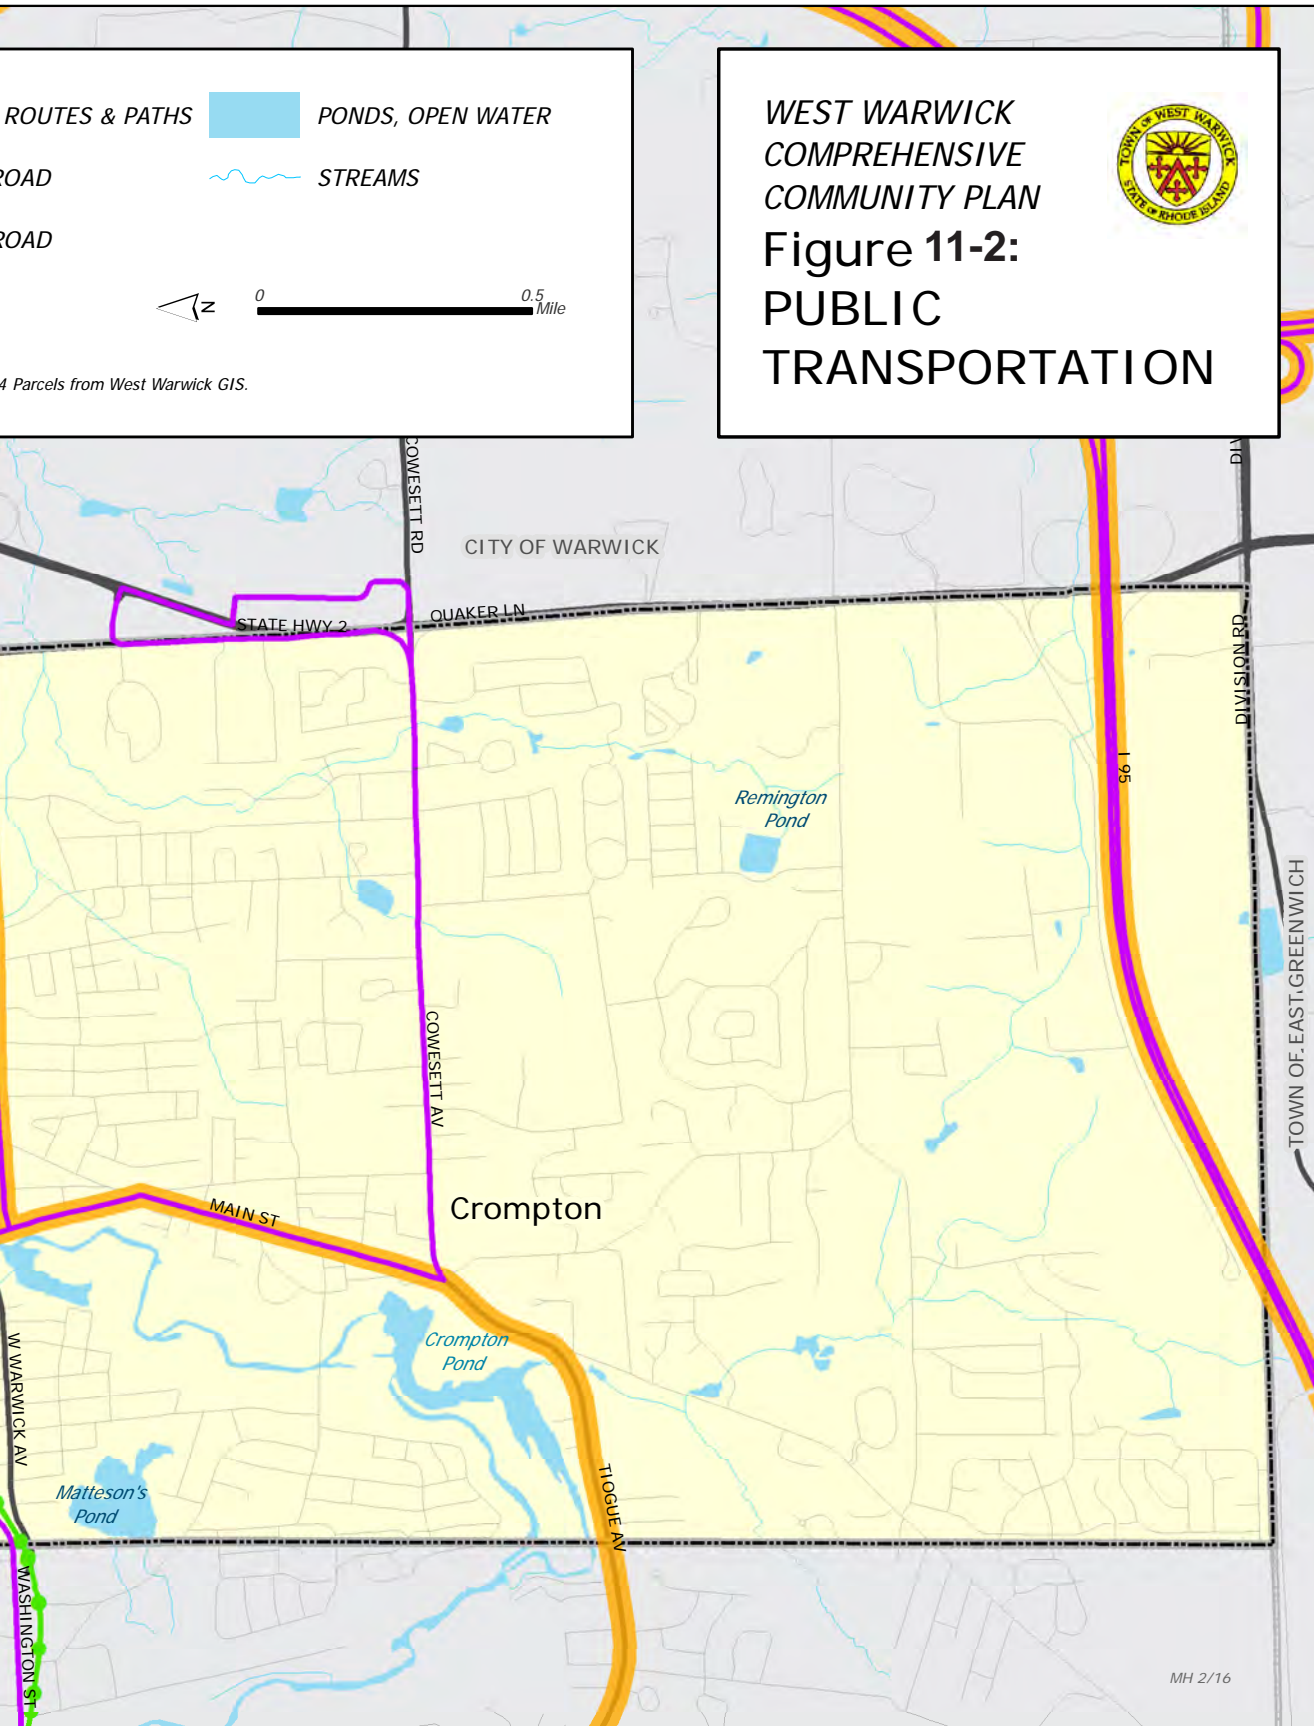 ROUTES & PATHS
PONDS, OPEN WATER
ROAD
STREAMS
ROAD
N
0
0.5
Mile
4 Parcels from West Warwick GIS.
WEST WARWICK
COMPREHENSIVE
COMMUNITY PLAN
Figure 11-2:
PUBLIC
TRANSPORTATION
TOWN OF WEST WARWICK
STATE OF RHODE ISLAND
COWESETT RD
CITY OF WARWICK
QUAKER LN
STATE HWY 2
DIVISION RD
I 95
Remington
Pond
TOWN OF EAST GREENWICH
COWESETT AV
MAIN ST
Crompton
Crompton
Pond
W WARWICK AV
Matteson's
Pond
TIOGUE AV
WASHINGTON ST
MH 2/16